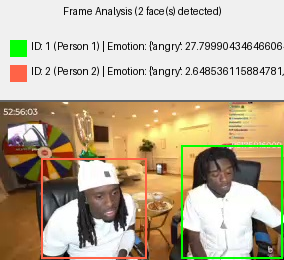 Frame Analysis (2 face(s) detected)
ID: 1 (Person 1) | Emotion: {'angry': 27.79990434646606
ID: 2 (Person 2) | Emotion: {'angry': 2.648536115884781,
52:56:03